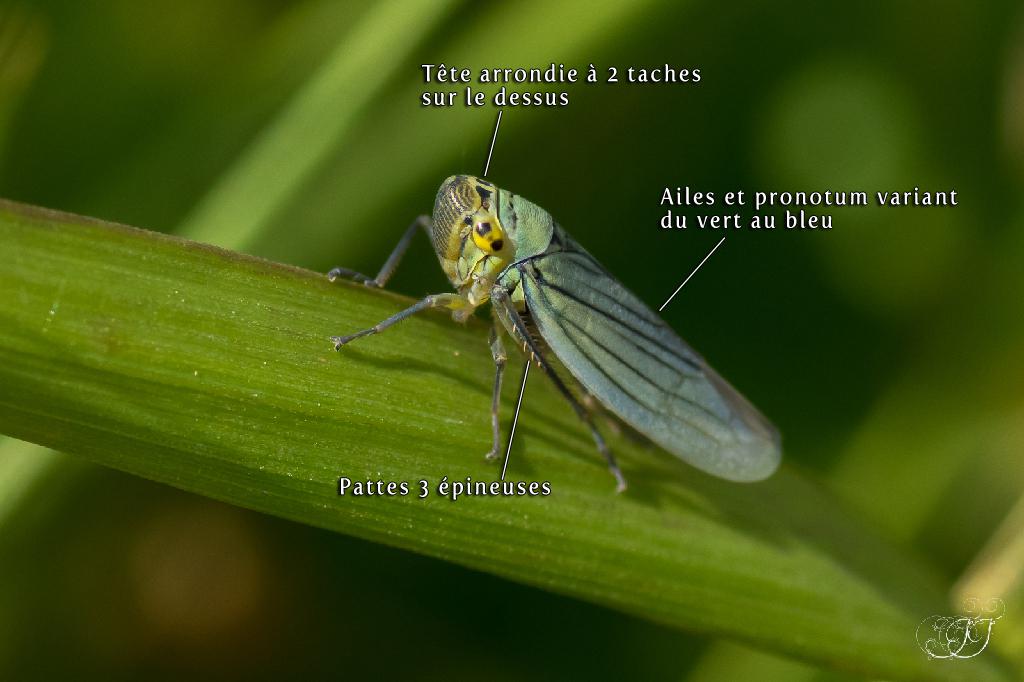 Tête arrondie à 2 taches
sur le dessus
Ailes et pronotum variant
du vert au bleu
Pattes 3 épineuses